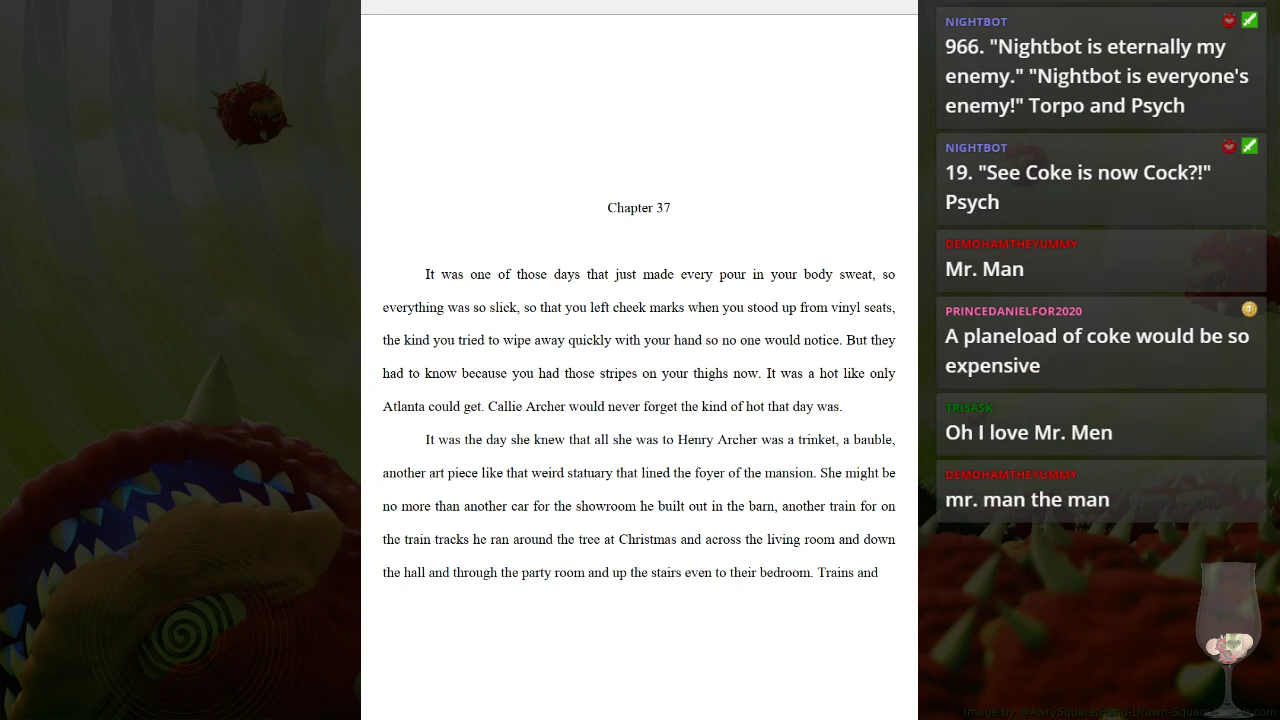 Chapter 37
It was one of those days that just made every pour in your body sweat, so
everything was so slick, so that you left cheek marks when you stood up from vinyl seats,
the kind you tried to wipe away quickly with your hand so no one would notice. But they
had to know because you had those stripes on your thighs now. It was a hot like only
Atlanta could get. Callie Archer would never forget the kind of hot that day was.
It was the day she knew that all she was to Henry Archer was a trinket, a bauble,
another art piece like that weird statuary that lined the foyer of the mansion. She might be
no more than another car for the showroom he built out in the barn, another train for on
the train tracks he ran around the tree at Christmas and across the living room and down
the hall and through the party room and up the stairs even to their bedroom. Trains and
NIGHTBOT
966. "Nightbot is eternally my
enemy." "Nightbot is everyone's
enemy!" Torpo and Psych
NIGHTBOT
19. "See Coke is now Cock?!"
Psych
DEMOHAMTHEYUMMY
Mr. Man
PRINCEDANIELFOR2020
A planeload of coke would be so
expensive
TRISASK
Oh I love Mr. Men
DEMOHAMTHEYUMMY
mr. man the man
Image by: @AwrySquare/Hand-Drawn-Square.tumblr.com